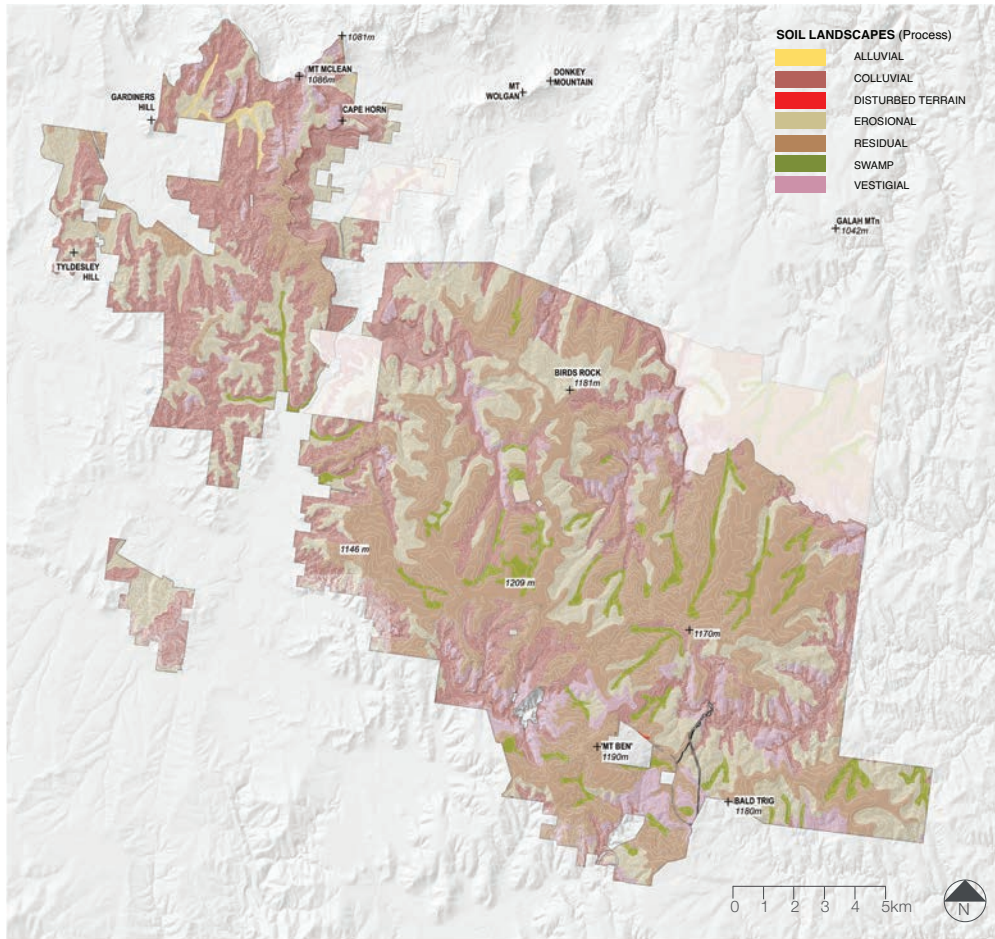 SOIL LANDSCAPES (Process)
ALLUVIAL
COLLUVIAL
DISTURBED TERRAIN
EROSIONAL
RESIDUAL
SWAMP
VESTIGIAL
1081m
MT MCLEAN
1086m
DONKEY
MOUNTAIN
MT
WOLGAN
GARDINERS
HILL
CAPE HORN
GALAH MTn
1042m
TYLDESLEY
HILL
BIRDS ROCK
1181m
1146 m
1209 m
1170m
'MT BEN'
1190m
BALD TRIG
1180m
0 1 2 3 4 5km
N